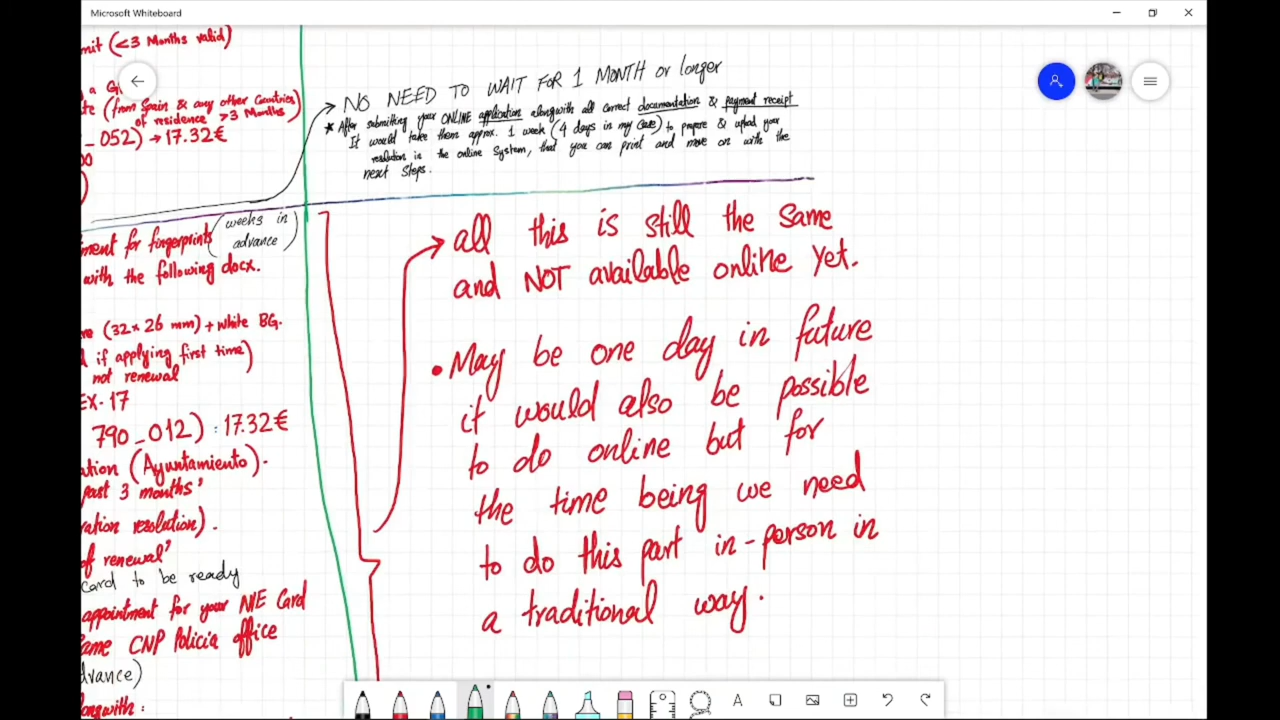 Microsoft Whiteboard
mit (<3 Months valid)
a G
te (from Spain & any other Countries
of residence >3 Months)
_052) → 17.32€
00
)
NO NEED TO WAIT FOR 1 MONTH or longer
★ After submitting your ONLINE application alongwith all correct documentation & payment receipt
It would take them approx. 1 week (4 days in my case) to prepare & upload your
resolution in the online System, that you can print and move on with the
next steps.
tment for fingerprints (weeks in
advance)
with the following docx.
re (32 x 26 mm) + white BG.
d if applying first time)
not renewal
EX-17
790_012) : 17.32€
ation (Ayuntamiento).
past 3 months'
ration resolution).
of renewal'
card to be ready
appointment for your NIE Card
same CNP Policia office
dvance)
longwith :
all this is still the same
and NOT available online yet.
• May be one day in future
it would also be possible
to do online but for
the time being we need
to do this part in-person in
a traditional way.
A